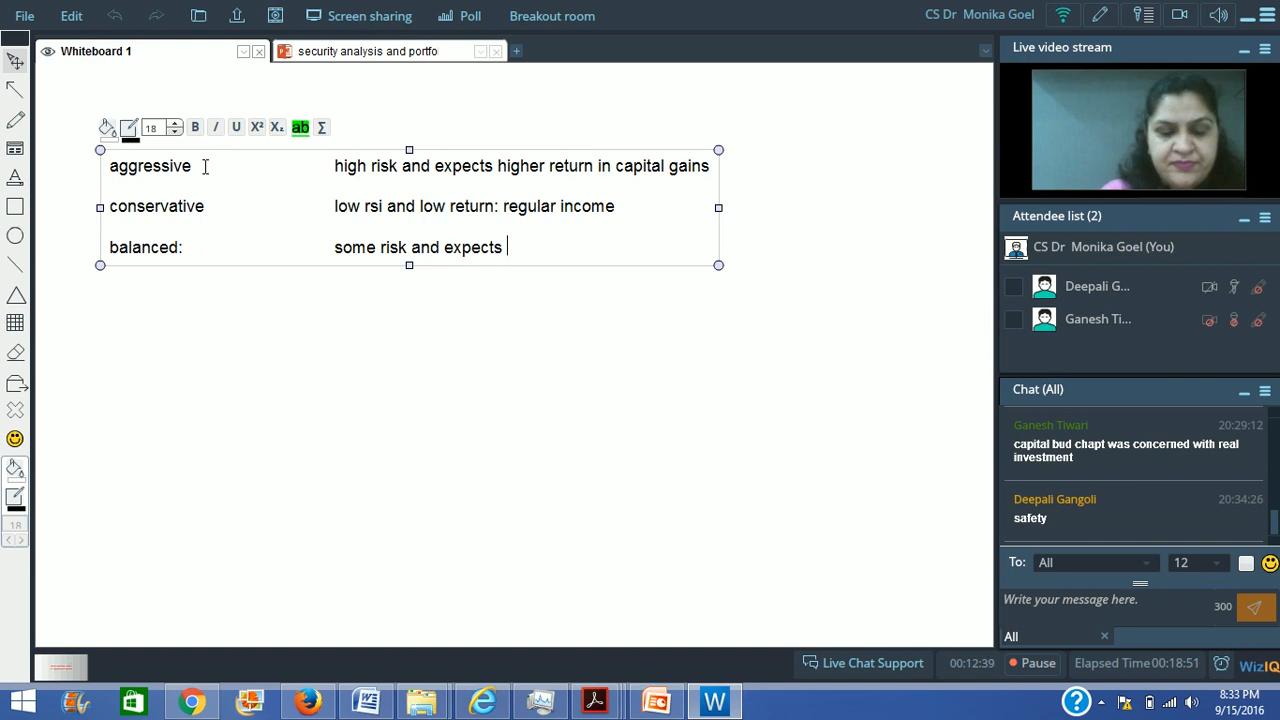 File Edit Screen sharing Poll Breakout room CS Dr Monika Goel
Whiteboard 1 security analysis and portfo
Live video stream
18 B I U X² X₂ ab Σ
aggressive high risk and expects higher return in capital gains
conservative low rsi and low return: regular income
balanced: some risk and expects
Attendee list (2)
CS Dr Monika Goel (You)
Deepali G...
Ganesh Ti...
Chat (All)
Ganesh Tiwari 20:29:12
capital bud chapt was concerned with real
investment
Deepali Gangoli 20:34:26
safety
18
To: All 12
Write your message here. 300
All
Live Chat Support 00:12:39 Pause Elapsed Time 00:18:51 WizIQ
8:33 PM
9/15/2016